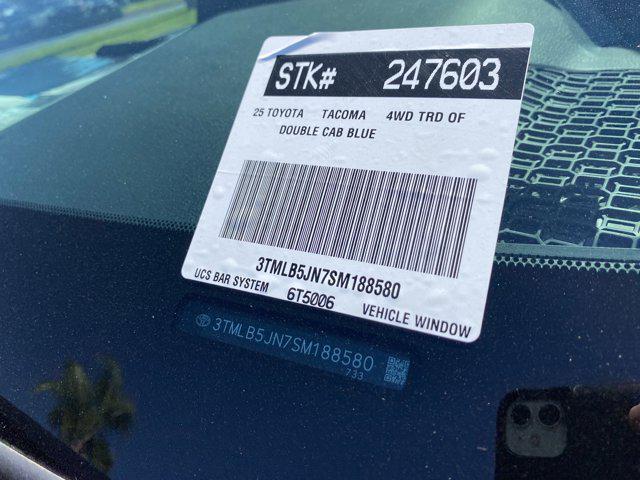 STK# 247603
25 TOYOTA TACOMA 4WD TRD OF
DOUBLE CAB BLUE
3TMLB5JN7SM188580
UCS BAR SYSTEM 6T5006 VEHICLE WINDOW
3TMLB5JN7SM188580
733